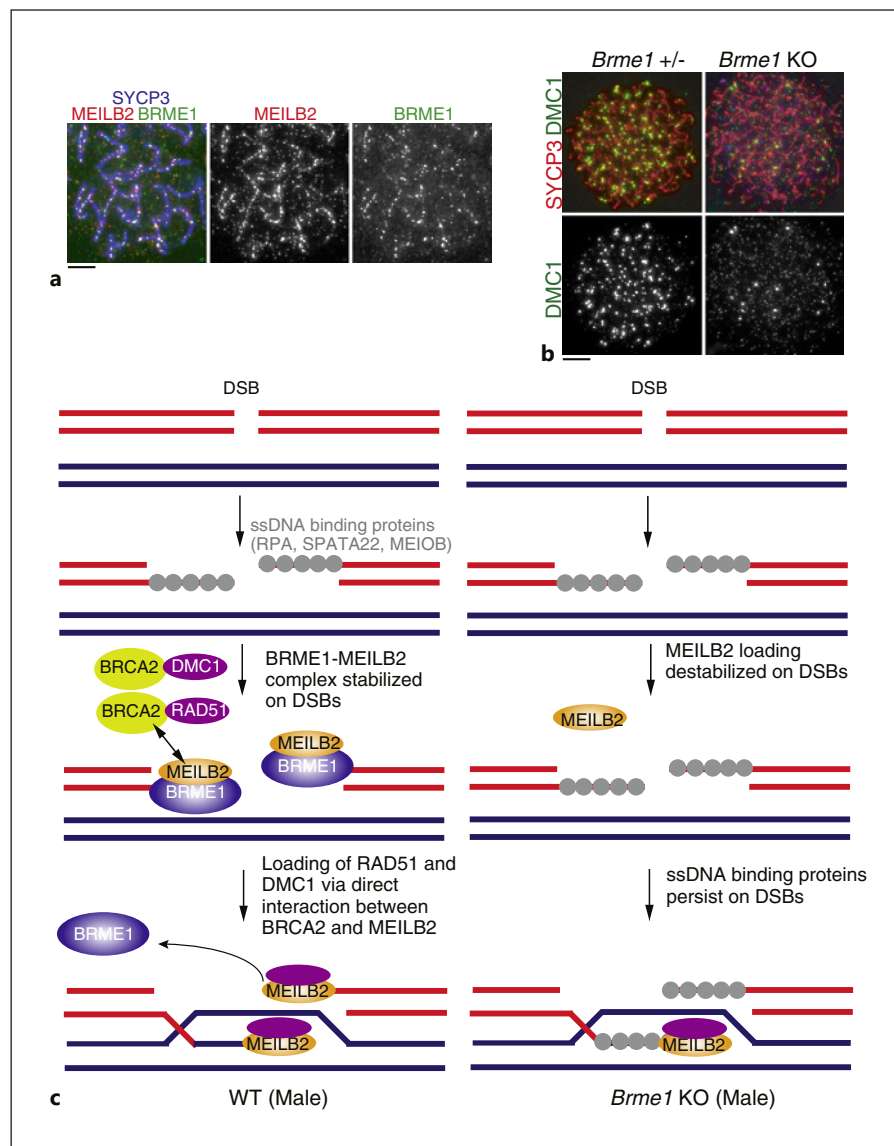 SYCP3
MEILB2 BRME1
MEILB2
BRME1
a
Brme1 +/-
Brme1 KO
SYCP3 DMC1
DMC1
b
DSB
ssDNA binding proteins
(RPA, SPATA22, MEIOB)
BRCA2
DMC1
BRCA2
RAD51
BRME1-MEILB2
complex stabilized
on DSBs
MEILB2
BRME1
MEILB2
BRME1
Loading of RAD51 and
DMC1 via direct
interaction between
BRCA2 and MEILB2
BRME1
MEILB2
MEILB2
WT (Male)
DSB
MEILB2 loading
destabilized on DSBs
MEILB2
ssDNA binding proteins
persist on DSBs
MEILB2
Brme1 KO (Male)
c